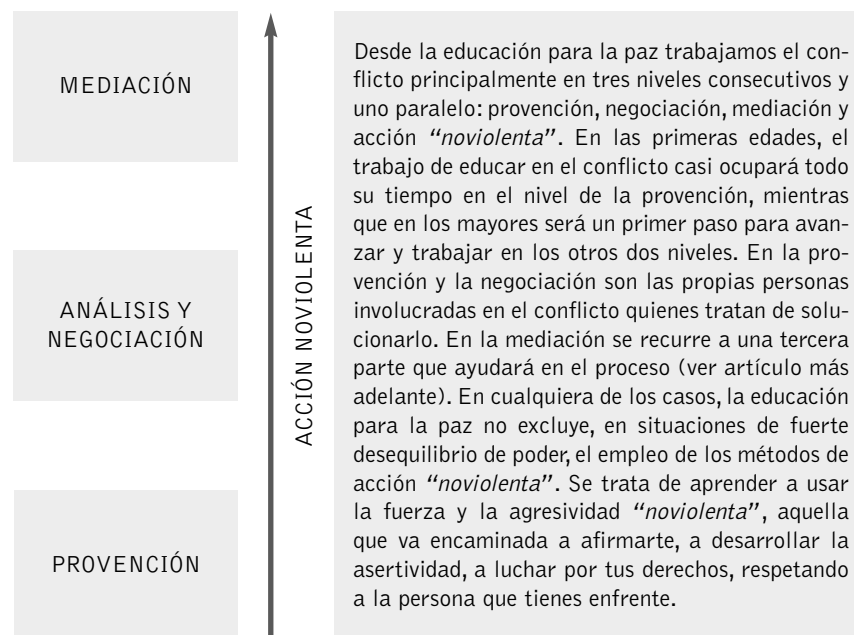 MEDIACIÓN
ANÁLISIS Y
NEGOCIACIÓN
PROVENCIÓN
ACCIÓN NOVIOLENTA
Desde la educación para la paz trabajamos el con-
flicto principalmente en tres niveles consecutivos y
uno paralelo: provención, negociación, mediación y
acción “noviolenta”. En las primeras edades, el
trabajo de educar en el conflicto casi ocupará todo
su tiempo en el nivel de la provención, mientras
que en los mayores será un primer paso para avan-
zar y trabajar en los otros dos niveles. En la pro-
vención y la negociación son las propias personas
involucradas en el conflicto quienes tratan de solu-
cionarlo. En la mediación se recurre a una tercera
parte que ayudará en el proceso (ver artículo más
adelante). En cualquiera de los casos, la educación
para la paz no excluye, en situaciones de fuerte
desequilibrio de poder, el empleo de los métodos de
acción “noviolenta”. Se trata de aprender a usar
la fuerza y la agresividad “noviolenta”, aquella
que va encaminada a afirmarte, a desarrollar la
asertividad, a luchar por tus derechos, respetando
a la persona que tienes enfrente.